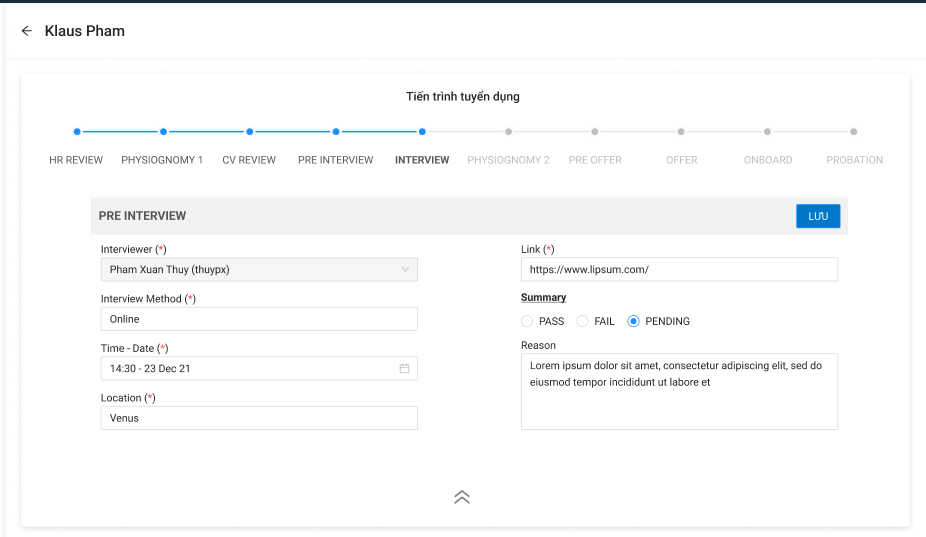 Klaus Pham
Tiến trình tuyển dụng
HR REVIEW PHYSIOGNOMY 1 CV REVIEW PRE INTERVIEW INTERVIEW PHYSIOGNOMY 2 PRE OFFER OFFER ONBOARD PROBATION
PRE INTERVIEW
LƯU
Interviewer (*)
Pham Xuan Thuy (thuypx)
Interview Method (*)
Online
Time - Date (*)
14:30 - 23 Dec 21
Location (*)
Venus
Link (*)
https://www.lipsum.com/
Summary
PASS FAIL PENDING
Reason
Lorem ipsum dolor sit amet, consectetur adipiscing elit, sed do
eiusmod tempor incididunt ut labore et